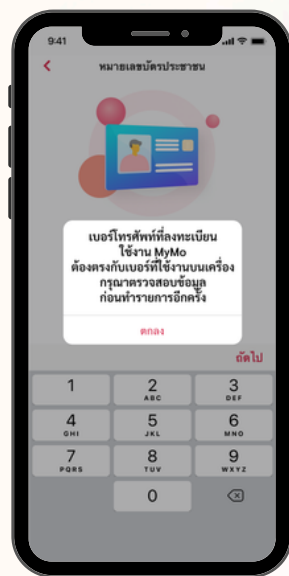 9:41
หมายเลขบัตรประชาชน
เบอร์โทรศัพท์ที่ลงทะเบียน
ใช้งาน MyMo
ต้องตรงกับเบอร์ที่ใช้งานบนเครื่อง
กรุณาตรวจสอบข้อมูล
ก่อนทำรายการอีกครั้ง
ตกลง
ถัดไป
1 2 3
ABC DEF
4 5 6
GHI JKL MNO
7 8 9
PQRS TUV WXYZ
0